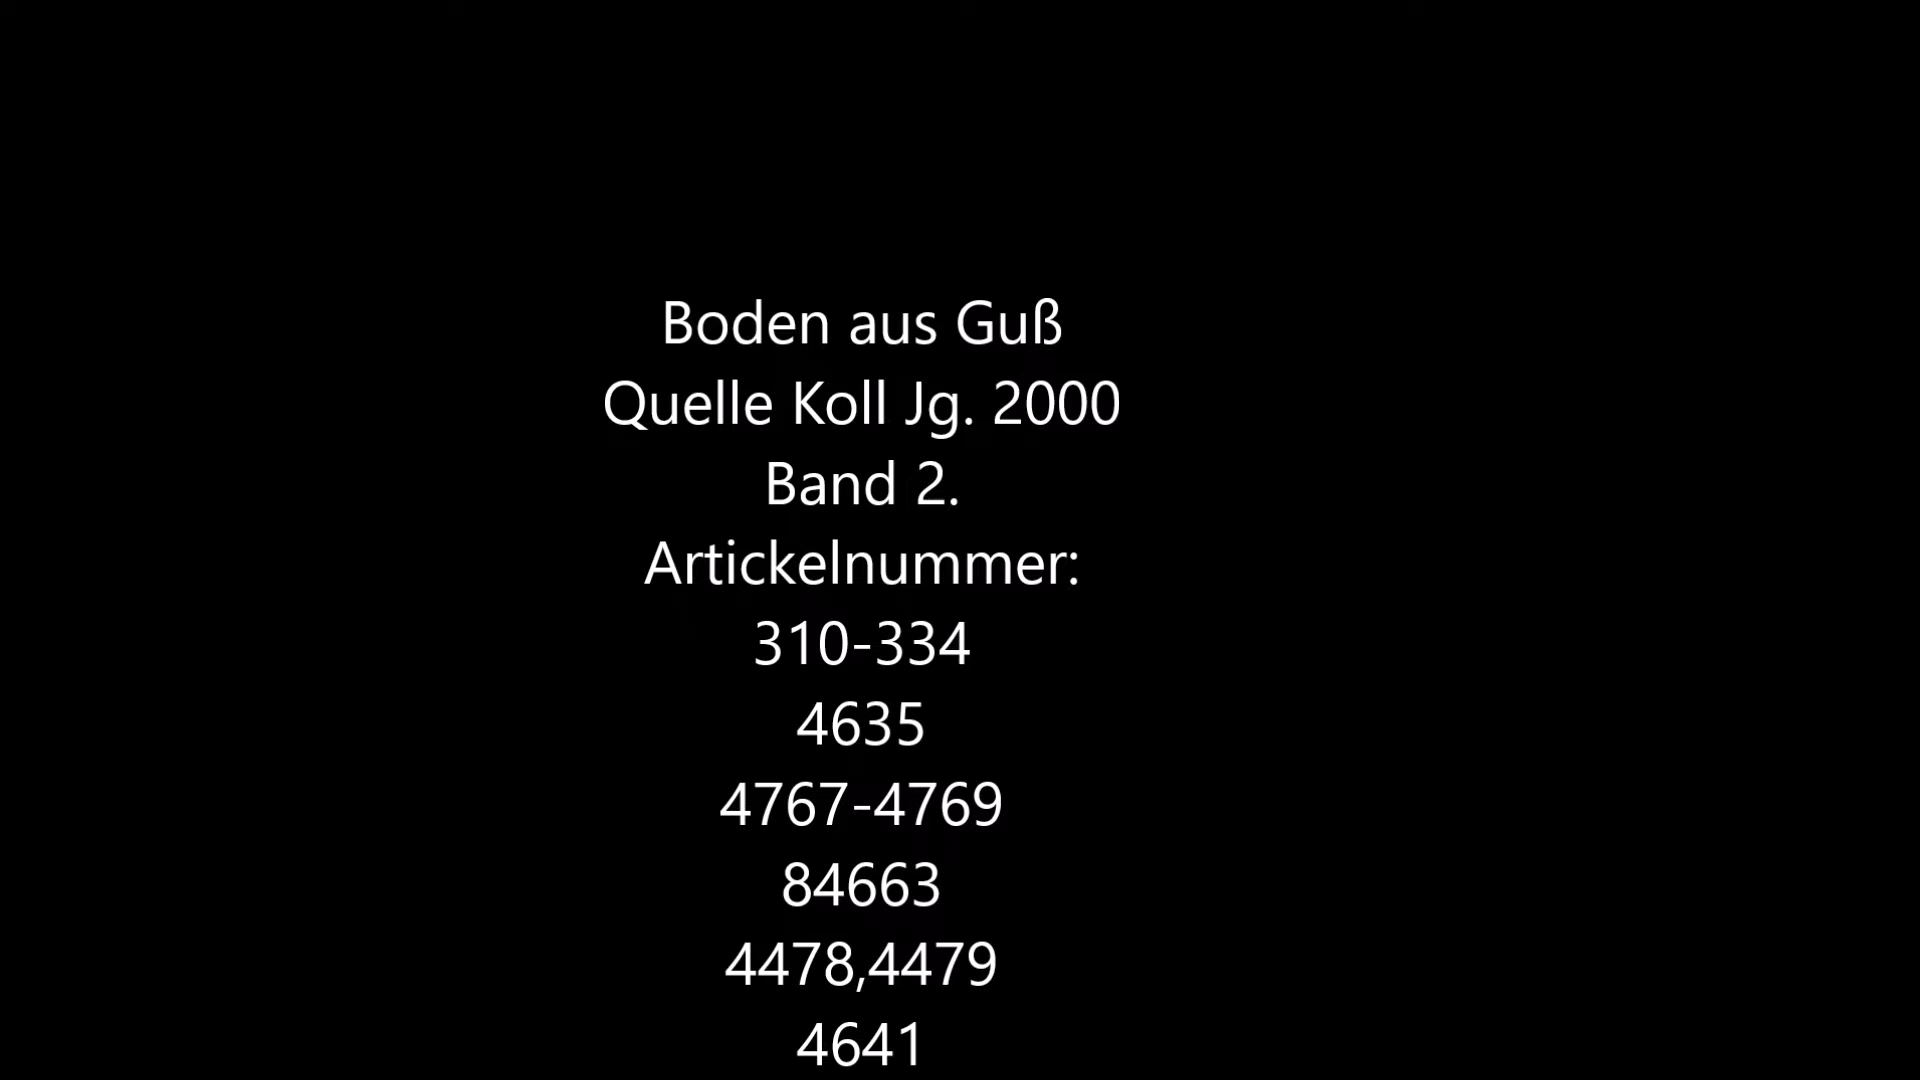 Boden aus Guß
Quelle Koll Jg. 2000
Band 2.
Artickelnummer:
310-334
4635
4767-4769
84663
4478,4479
4641